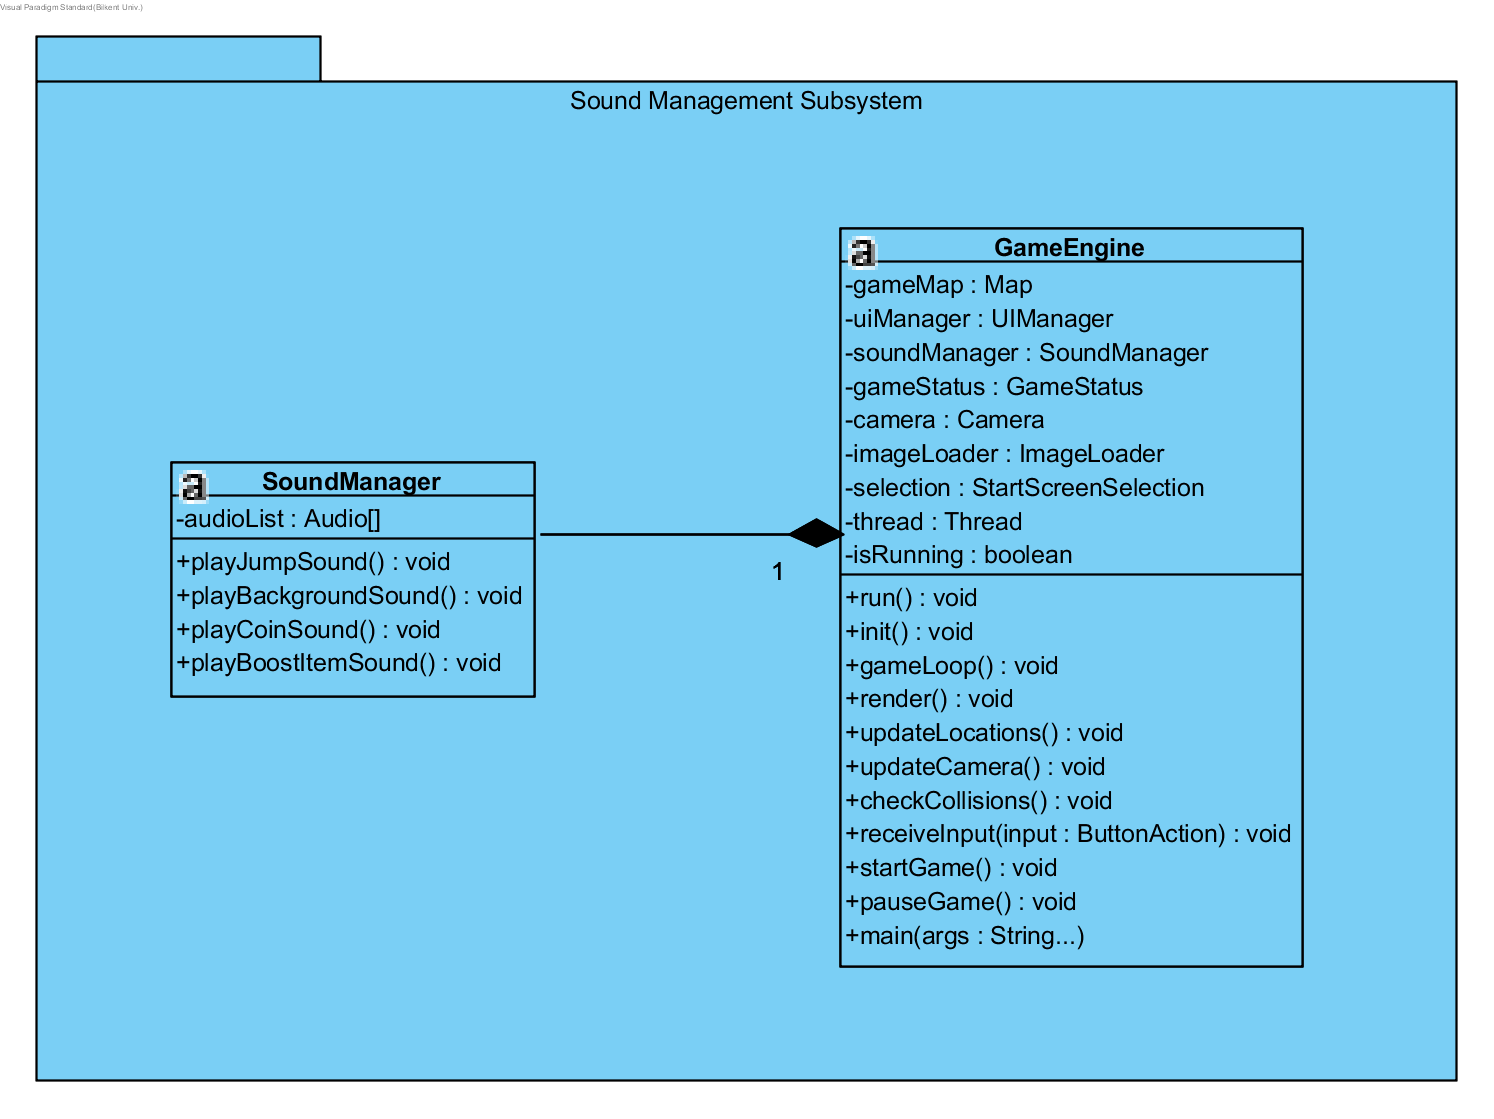 Visual Paradigm Standard(Bilkent Univ.)
Sound Management Subsystem
a
GameEngine
-gameMap : Map
-uiManager : UIManager
-soundManager : SoundManager
-gameStatus : GameStatus
-camera : Camera
-imageLoader : ImageLoader
-selection : StartScreenSelection
-thread : Thread
-isRunning : boolean
+run() : void
+init() : void
+gameLoop() : void
+render() : void
+updateLocations() : void
+updateCamera() : void
+checkCollisions() : void
+receiveInput(input : ButtonAction) : void
+startGame() : void
+pauseGame() : void
+main(args : String...)
a
SoundManager
-audioList : Audio[]
+playJumpSound() : void
+playBackgroundSound() : void
+playCoinSound() : void
+playBoostItemSound() : void
1